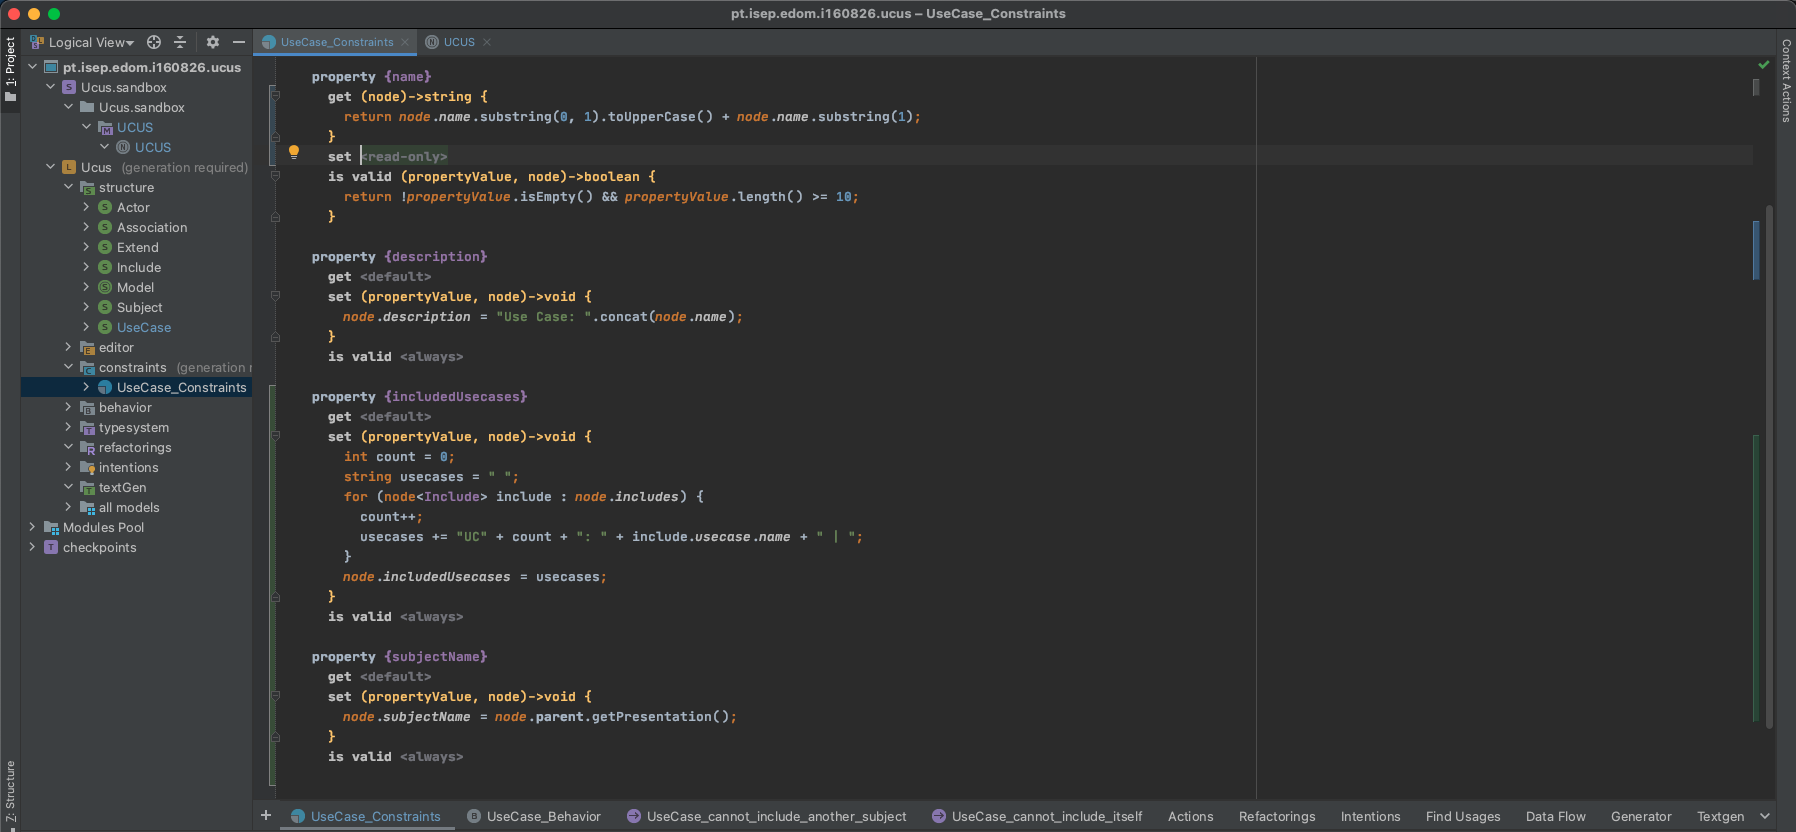 pt.isep.edom.i160826.ucus – UseCase_Constraints
1: Project
Logical View
UseCase_Constraints
UCUS
Context Actions
pt.isep.edom.i160826.ucus
Ucus.sandbox
Ucus.sandbox
UCUS
UCUS
Ucus (generation required)
structure
Actor
Association
Extend
Include
Model
Subject
UseCase
editor
constraints (generation r
UseCase_Constraints
behavior
typesystem
refactorings
intentions
textGen
all models
Modules Pool
checkpoints
property {name}
get (node)->string {
return node.name.substring(0, 1).toUpperCase() + node.name.substring(1);
}
set <read-only>
is valid (propertyValue, node)->boolean {
return !propertyValue.isEmpty() && propertyValue.length() >= 10;
}
property {description}
get <default>
set (propertyValue, node)->void {
node.description = "Use Case: ".concat(node.name);
}
is valid <always>
property {includedUsecases}
get <default>
set (propertyValue, node)->void {
int count = 0;
string usecases = " ";
for (node<Include> include : node.includes) {
count++;
usecases += "UC" + count + ": " + include.usecase.name + " | ";
}
node.includedUsecases = usecases;
}
is valid <always>
property {subjectName}
get <default>
set (propertyValue, node)->void {
node.subjectName = node.parent.getPresentation();
}
is valid <always>
Z: Structure
UseCase_Constraints
UseCase_Behavior
UseCase_cannot_include_another_subject
UseCase_cannot_include_itself
Actions
Refactorings
Intentions
Find Usages
Data Flow
Generator
Textgen